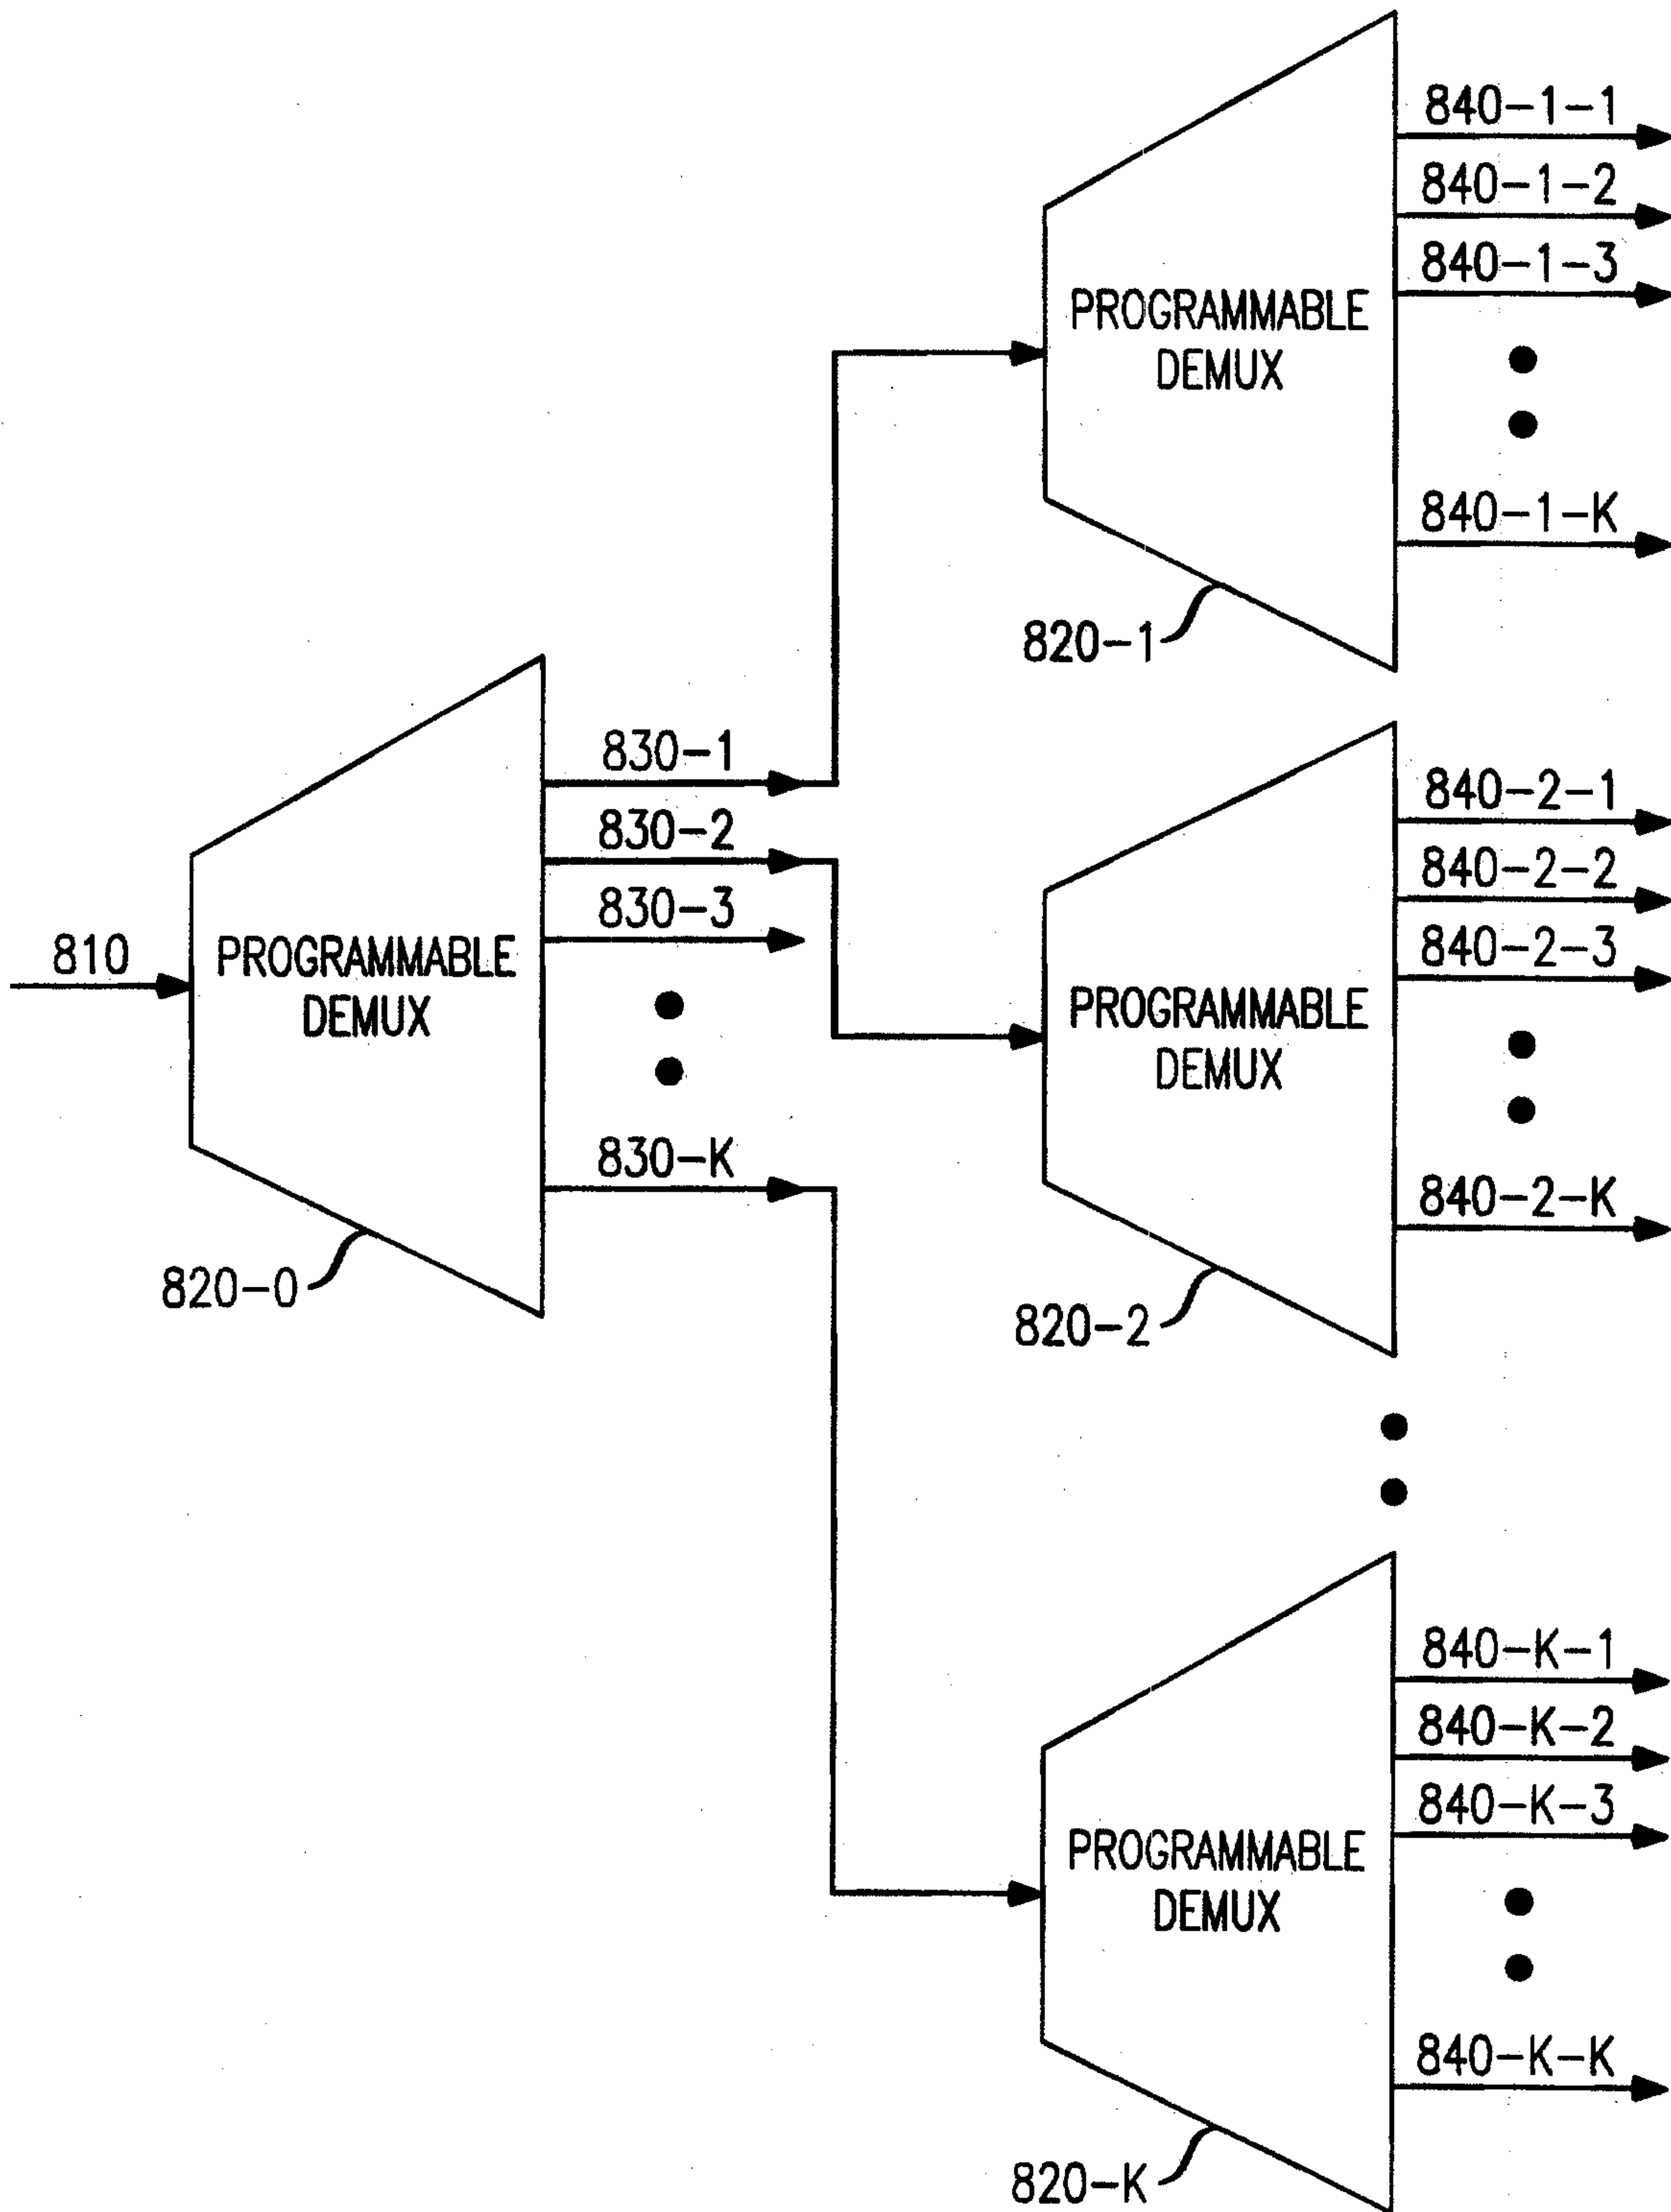 840-1-1
840-1-2
840-1-3
PROGRAMMABLE
DEMUX
840-1-K
820-1
830-1
830-2
830-3
810
PROGRAMMABLE
DEMUX
830-K
820-0
840-2-1
840-2-2
840-2-3
PROGRAMMABLE
DEMUX
840-2-K
820-2
840-K-1
840-K-2
840-K-3
PROGRAMMABLE
DEMUX
840-K-K
820-K